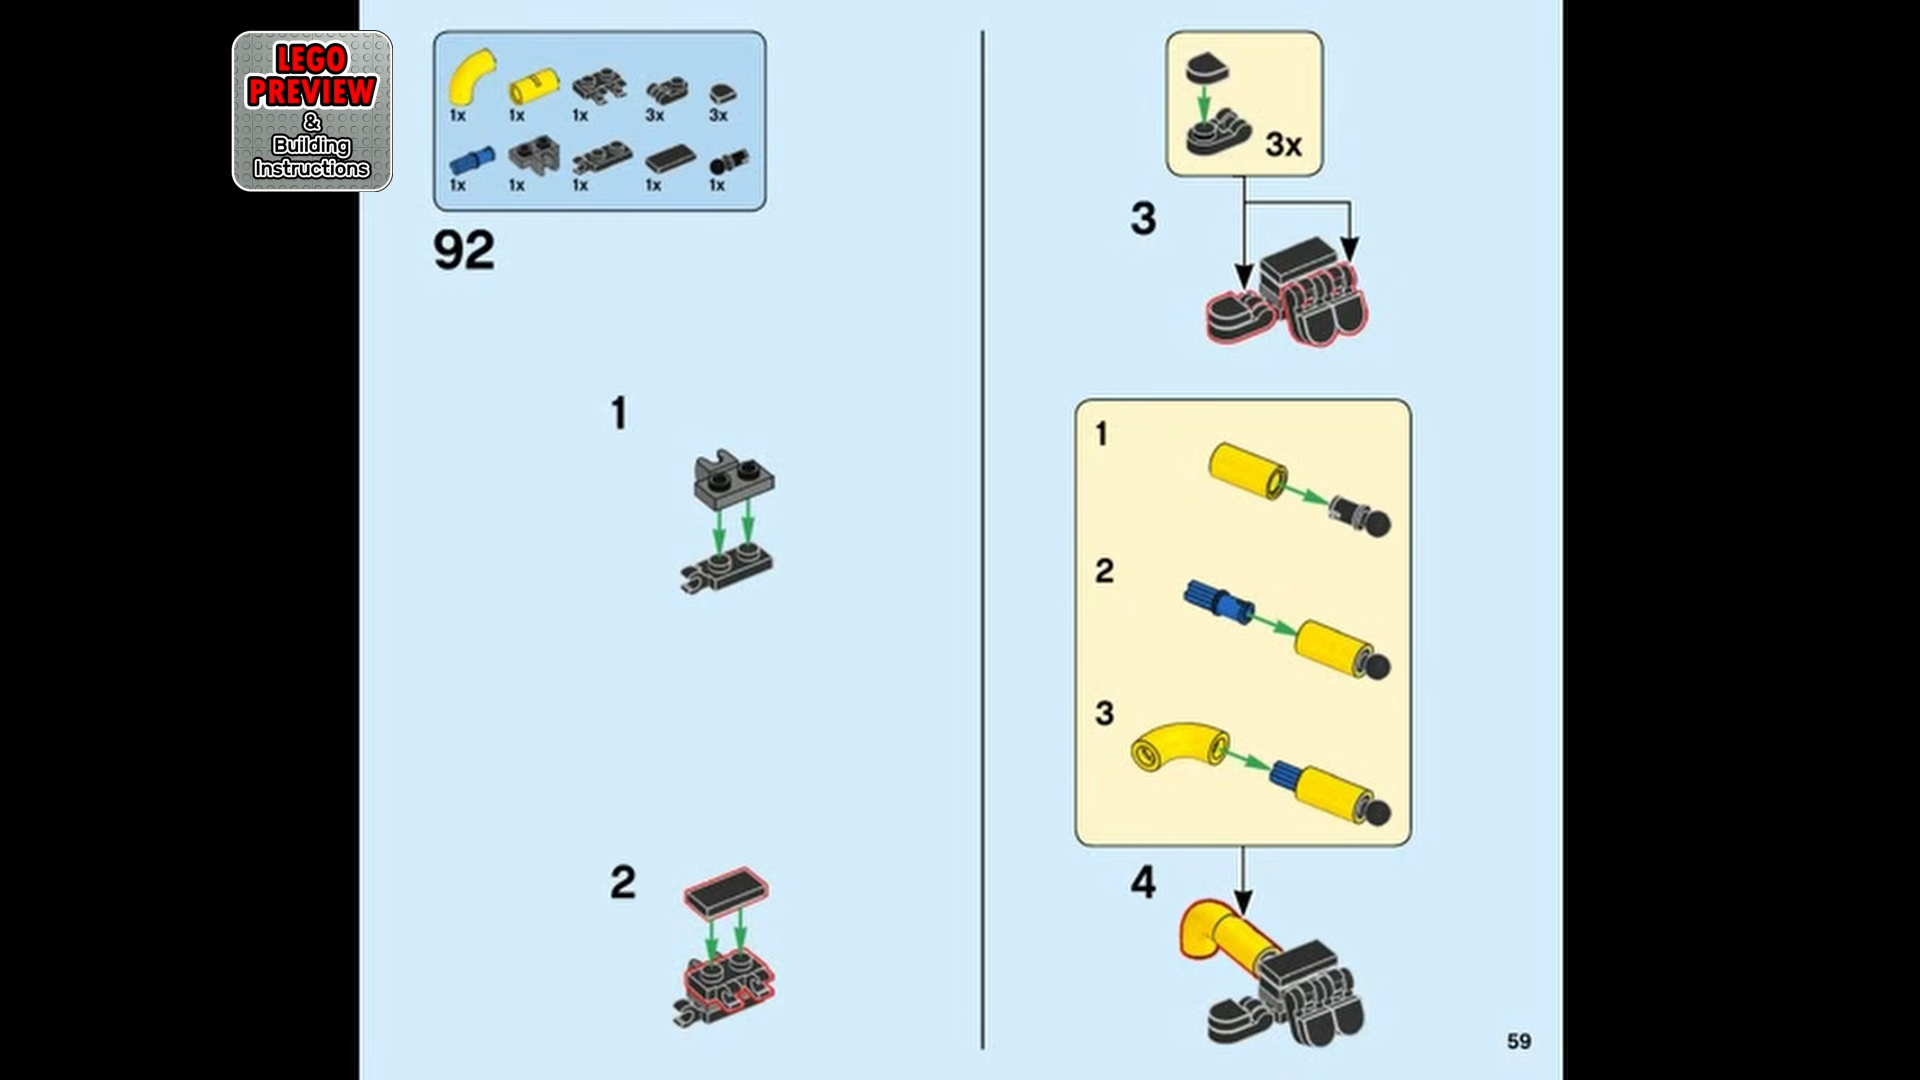 LEGO
PREVIEW
&
Building
Instructions
1x 1x 1x 3x 3x
1x 1x 1x 1x 1x
92
1
2
3x
3
1
2
3
4
59